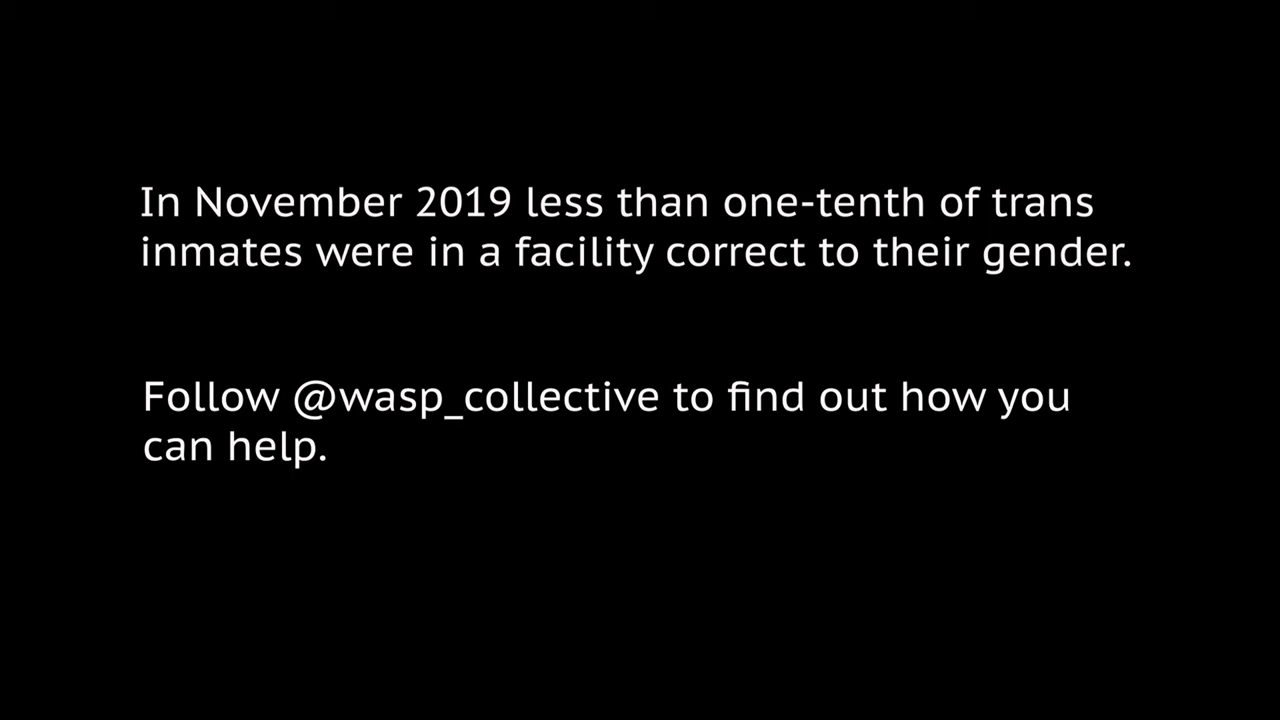 In November 2019 less than one-tenth of trans
inmates were in a facility correct to their gender.
Follow @wasp_collective to find out how you
can help.